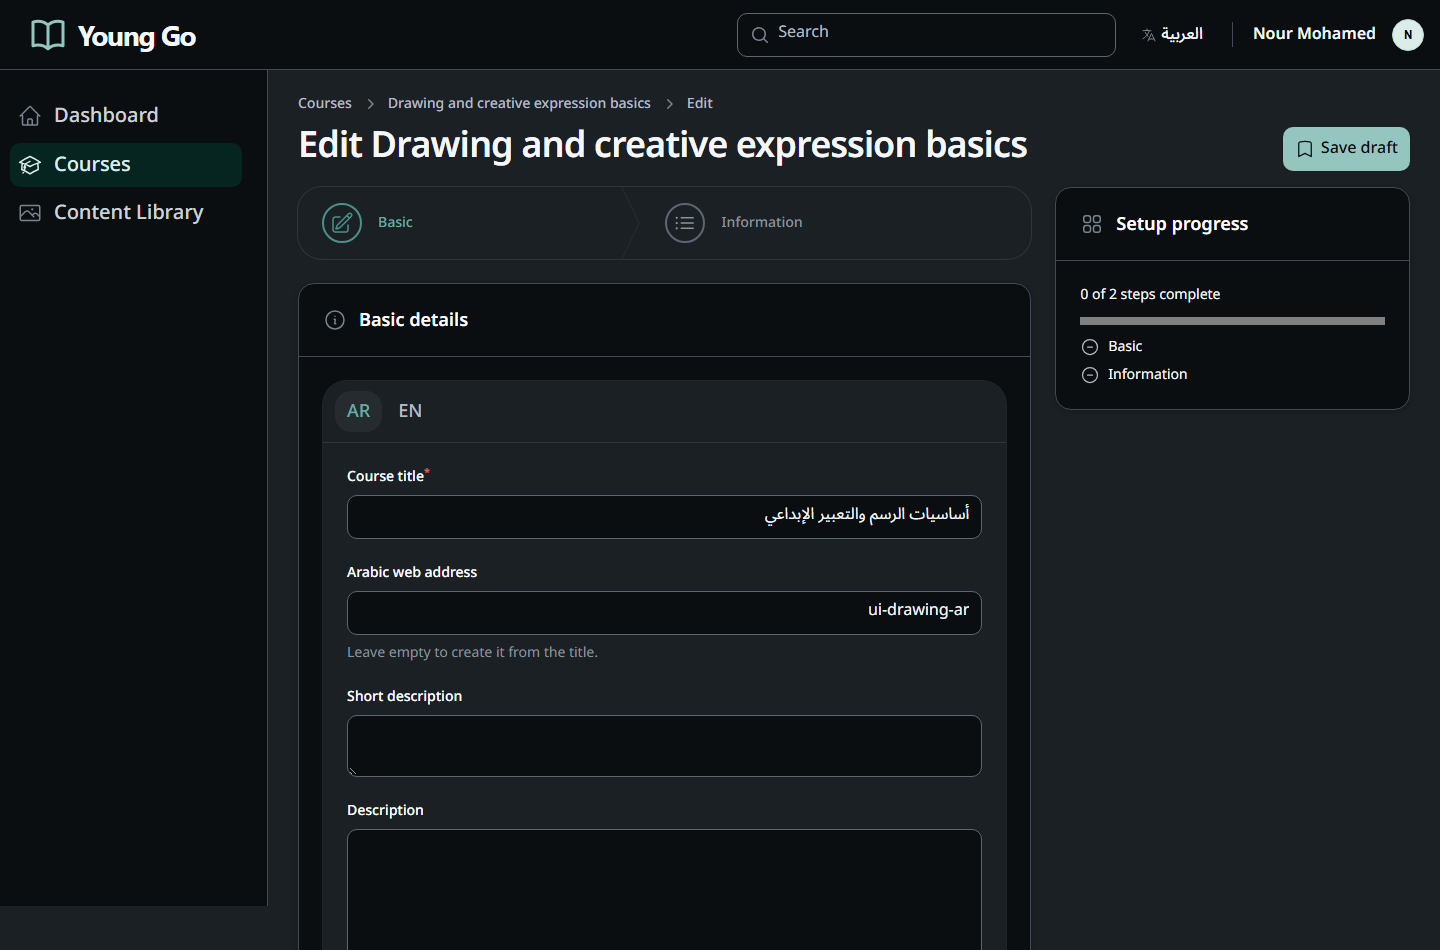 Young Go
Search
العربية
Nour Mohamed
N
Dashboard
Courses
Content Library
Courses > Drawing and creative expression basics > Edit
Edit Drawing and creative expression basics
Save draft
Basic
Information
Basic details
AR EN
Course title*
أساسيات الرسم والتعبير الإبداعي
Arabic web address
ui-drawing-ar
Leave empty to create it from the title.
Short description
Description
Setup progress
0 of 2 steps complete
Basic
Information